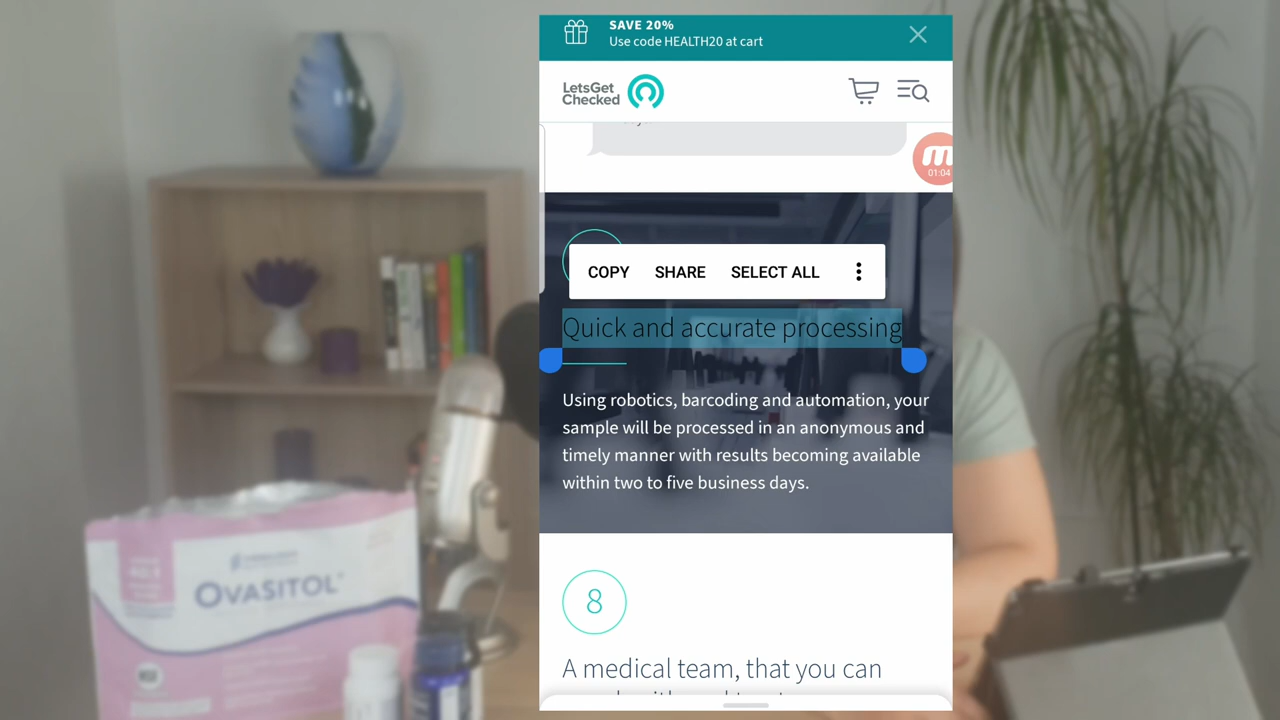 SAVE 20%
Use code HEALTH20 at cart
LetsGet
Checked
01:04
COPY SHARE SELECT ALL
Quick and accurate processing
Using robotics, barcoding and automation, your
sample will be processed in an anonymous and
timely manner with results becoming available
within two to five business days.
8
A medical team, that you can
OVASITOL